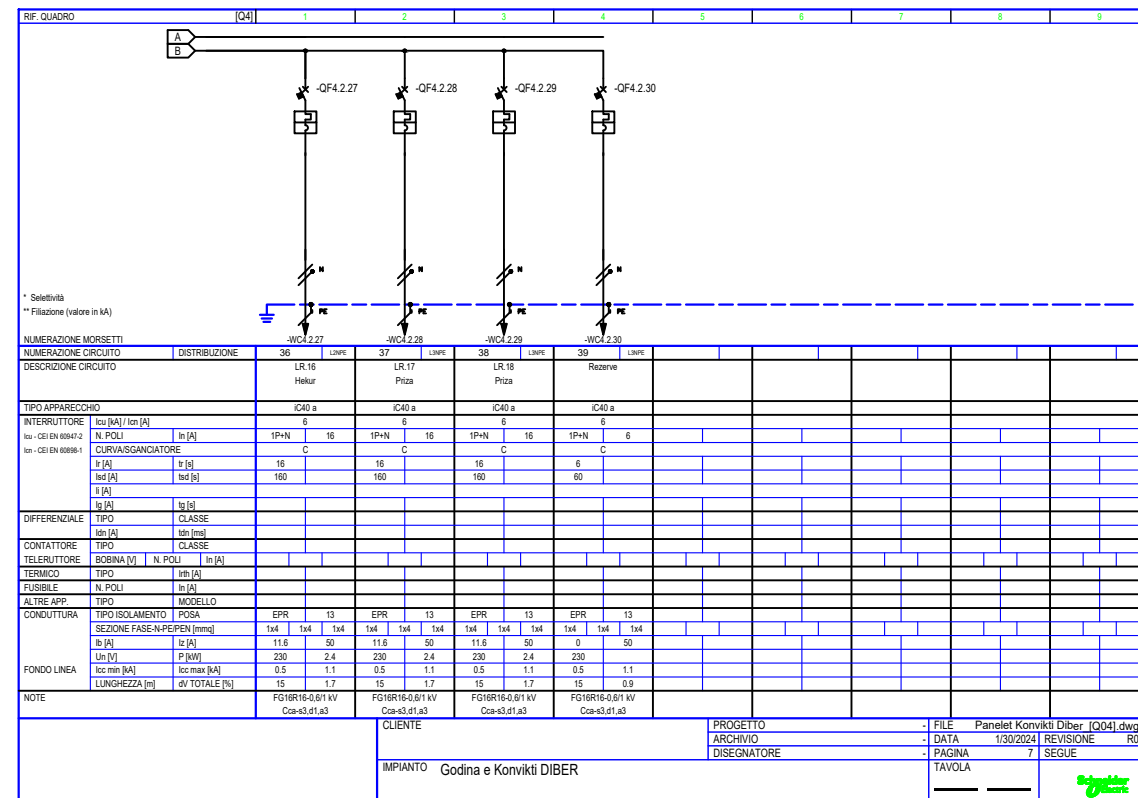 RIF. QUADRO [Q4] 1 2 3 4 5 6 7 8 9
A
B
-QF4.2.27 -QF4.2.28 -QF4.2.29 -QF4.2.30
N N N N
* Selettività
** Filiazione (valore in kA)
PE PE PE PE
NUMERAZIONE MORSETTI -WC4.2.27 -WC4.2.28 -WC4.2.29 -WC4.2.30
NUMERAZIONE CIRCUITO DISTRIBUZIONE 36 L2NPE 37 L3NPE 38 L3NPE 39 L3NPE
DESCRIZIONE CIRCUITO LR.16 LR.17 LR.18 Rezerve
Hekur Priza Priza
TIPO APPARECCHIO iC40 a iC40 a iC40 a iC40 a
INTERRUTTORE Icu [kA] / Icn [A] 6 6 6 6
Icu - CEI EN 60947-2 N. POLI In [A] 1P+N 16 1P+N 16 1P+N 16 1P+N 6
Icn - CEI EN 60898-1 CURVA/SGANCIATORE C C C C
Ir [A] tr [s] 16 16 16 6
Isd [A] tsd [s] 160 160 160 60
Ii [A]
Ig [A] tg [s]
DIFFERENZIALE TIPO CLASSE
Idn [A] tdn [ms]
CONTATTORE TIPO CLASSE
TELERUTTORE BOBINA [V] N. POLI In [A]
TERMICO TIPO Irth [A]
FUSIBILE N. POLI In [A]
ALTRE APP. TIPO MODELLO
CONDUTTURA TIPO ISOLAMENTO POSA EPR 13 EPR 13 EPR 13 EPR 13
SEZIONE FASE-N-PE/PEN [mmq] 1x4 1x4 1x4 1x4 1x4 1x4 1x4 1x4 1x4 1x4 1x4 1x4
Ib [A] Iz [A] 11.6 50 11.6 50 11.6 50 0 50
Un [V] P [kW] 230 2.4 230 2.4 230 2.4 230
FONDO LINEA Icc min [kA] Icc max [kA] 0.5 1.1 0.5 1.1 0.5 1.1 0.5 1.1
LUNGHEZZA [m] dV TOTALE [%] 15 1.7 15 1.7 15 1.7 15 0.9
NOTE FG16R16-0,6/1 kV FG16R16-0,6/1 kV FG16R16-0,6/1 kV FG16R16-0,6/1 kV
Cca-s3,d1,a3 Cca-s3,d1,a3 Cca-s3,d1,a3 Cca-s3,d1,a3
CLIENTE PROGETTO - FILE Panelet Konvikti Diber [Q04].dwg
ARCHIVIO - DATA 1/30/2024 REVISIONE R0
DISEGNATORE - PAGINA 7 SEGUE
IMPIANTO Godina e Konvikti DIBER TAVOLA
Schneider
Electric